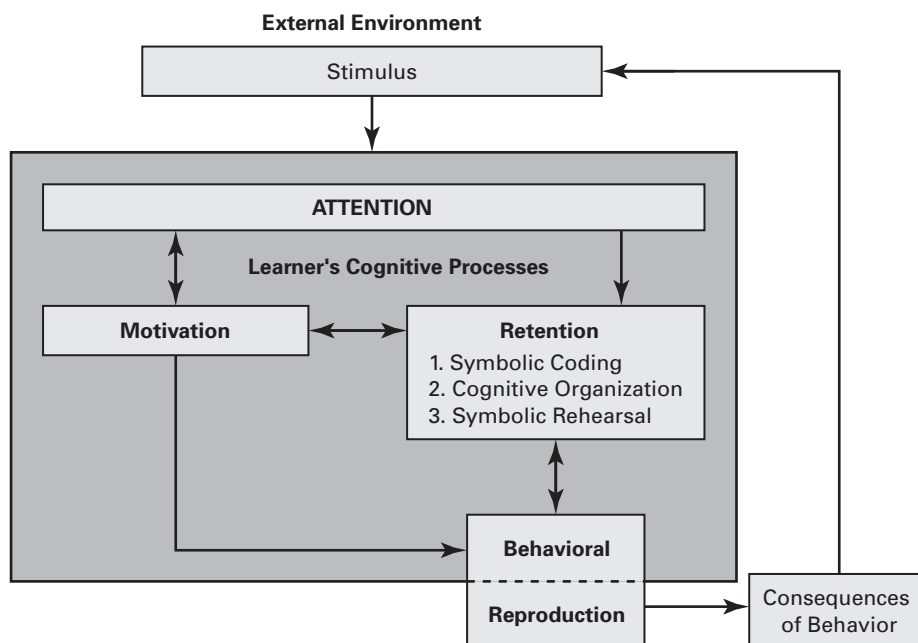 External Environment
Stimulus
ATTENTION
Learner's Cognitive Processes
Motivation
Retention
1. Symbolic Coding
2. Cognitive Organization
3. Symbolic Rehearsal
Behavioral
Reproduction
Consequences
of Behavior